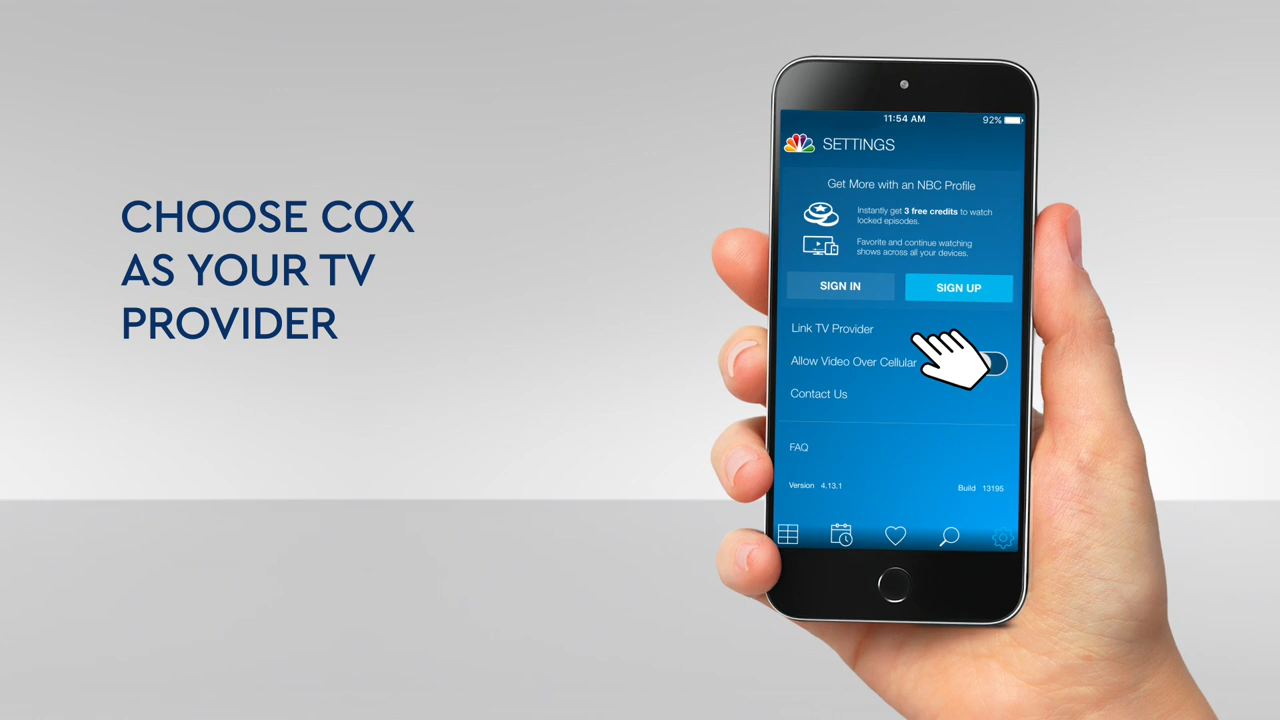 CHOOSE COX
AS YOUR TV
PROVIDER
11:54 AM
92%
SETTINGS
Get More with an NBC Profile
Instantly get 3 free credits to watch
locked episodes.
Favorite and continue watching
shows across all your devices.
SIGN IN
SIGN UP
Link TV Provider
Allow Video Over Cellular
Contact Us
FAQ
Version 4.13.1
Build 13195